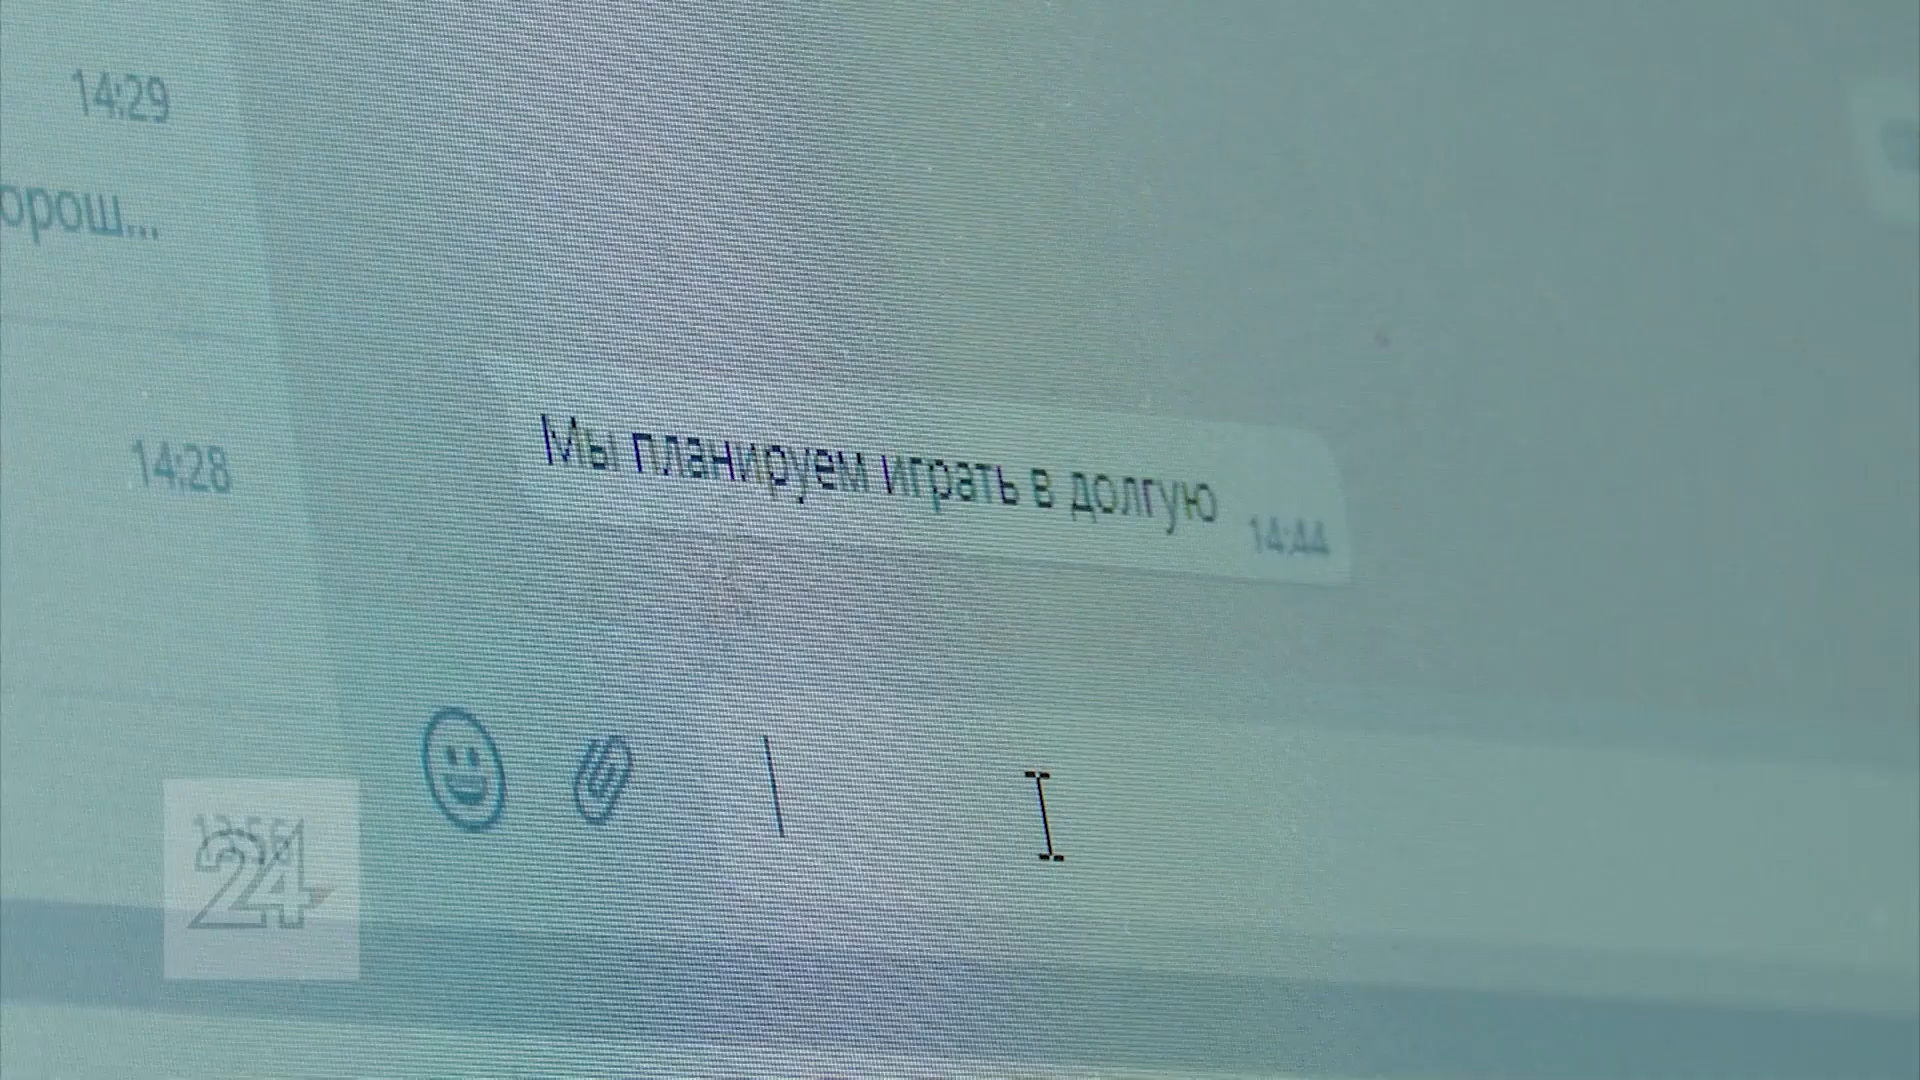 14:29
орош...
14:28
Мы планируем играть в долгую
14:44
24